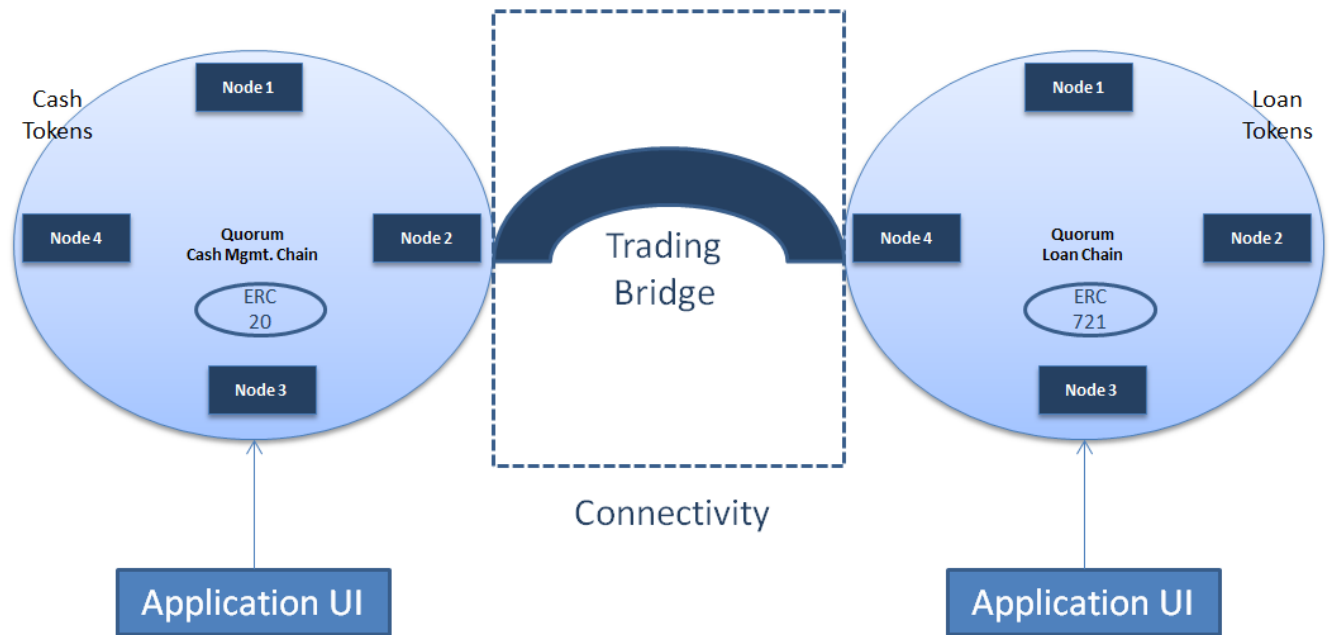 Cash
Tokens
Node 1
Node 4
Quorum
Cash Mgmt. Chain
Node 2
ERC
20
Node 3
Application UI
Trading
Bridge
Connectivity
Loan
Tokens
Node 1
Node 4
Quorum
Loan Chain
Node 2
ERC
721
Node 3
Application UI